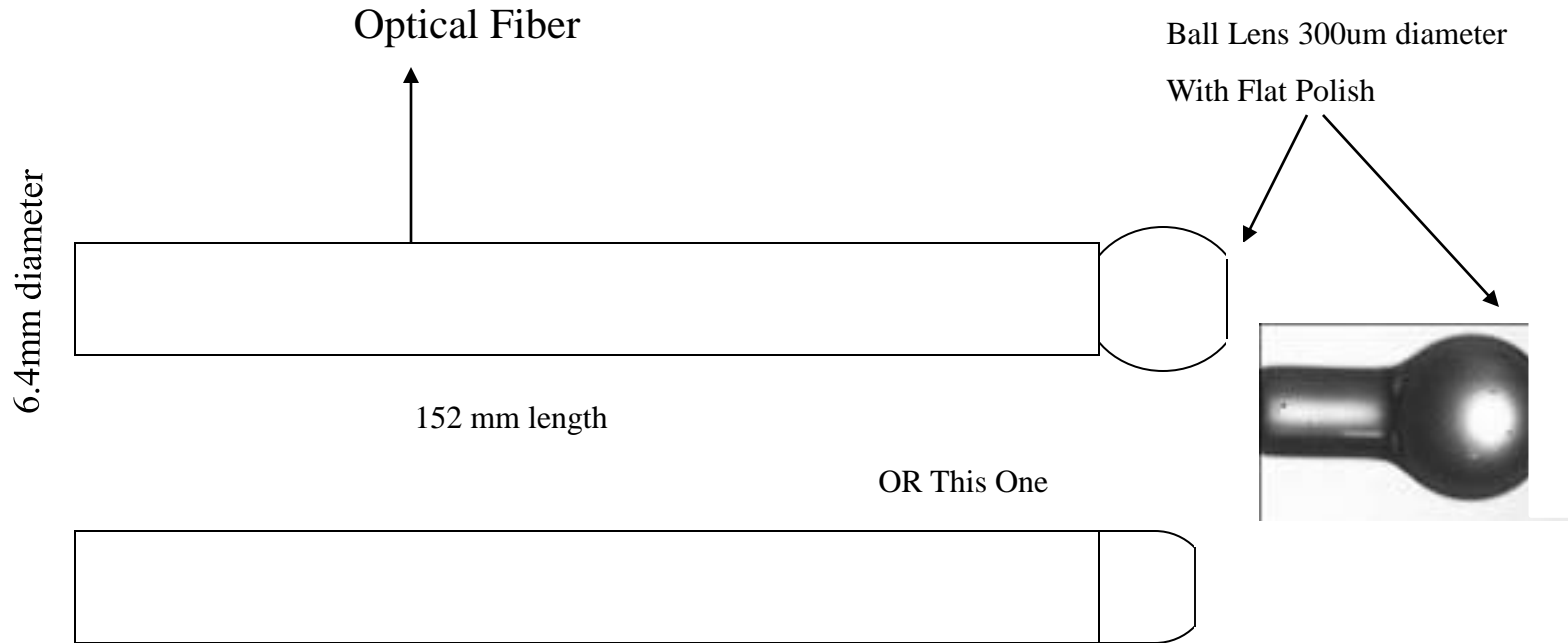 Optical Fiber
Ball Lens 300um diameter
With Flat Polish
6.4mm diameter
152 mm length
OR This One